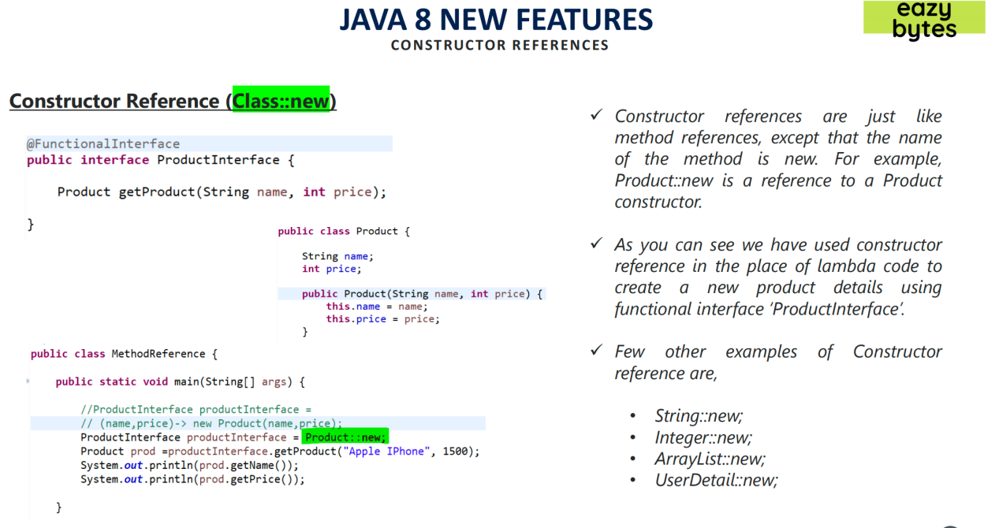 JAVA 8 NEW FEATURES
CONSTRUCTOR REFERENCES
eazy
bytes
Constructor Reference (Class::new)
@FunctionalInterface
public interface ProductInterface {
Product getProduct(String name, int price);
}
public class Product {
String name;
int price;
public Product(String name, int price) {
this.name = name;
this.price = price;
}
public class MethodReference {
public static void main(String[] args) {
//ProductInterface productInterface =
// (name,price)-> new Product(name,price);
ProductInterface productInterface = Product::new;
Product prod =productInterface.getProduct("Apple IPhone", 1500);
System.out.println(prod.getName());
System.out.println(prod.getPrice());
}
✓ Constructor references are just like
method references, except that the name
of the method is new. For example,
Product::new is a reference to a Product
constructor.
✓ As you can see we have used constructor
reference in the place of lambda code to
create a new product details using
functional interface ‘ProductInterface’.
✓ Few other examples of Constructor
reference are,
• String::new;
• Integer::new;
• ArrayList::new;
• UserDetail::new;